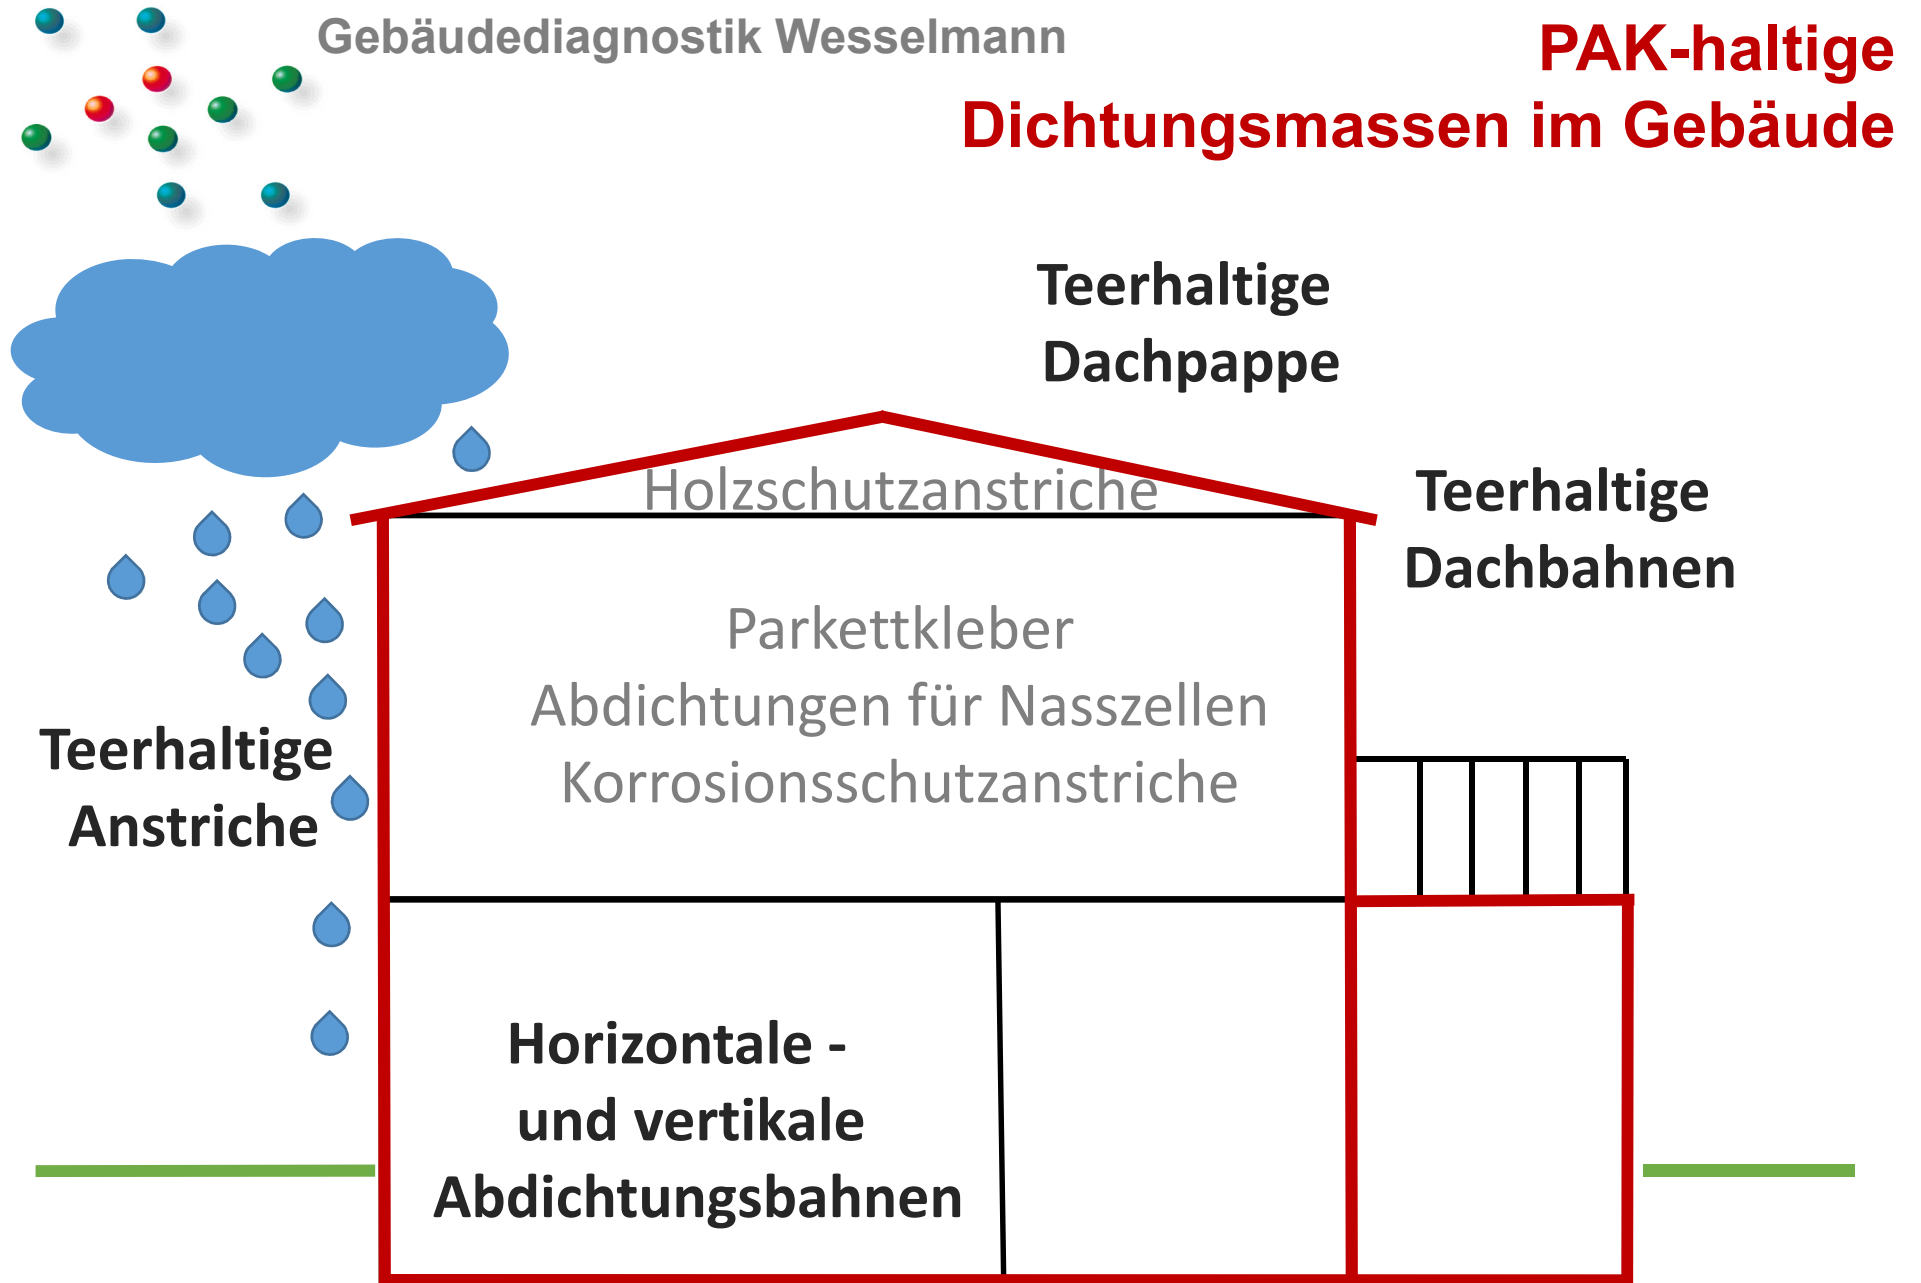 Gebäudediagnostik Wesselmann
PAK-haltige
Dichtungsmassen im Gebäude
Teerhaltige
Dachpappe
Holzschutzanstriche
Teerhaltige
Dachbahnen
Parkettkleber
Abdichtungen für Nasszellen
Korrosionsschutzanstriche
Teerhaltige
Anstriche
Horizontale -
und vertikale
Abdichtungsbahnen